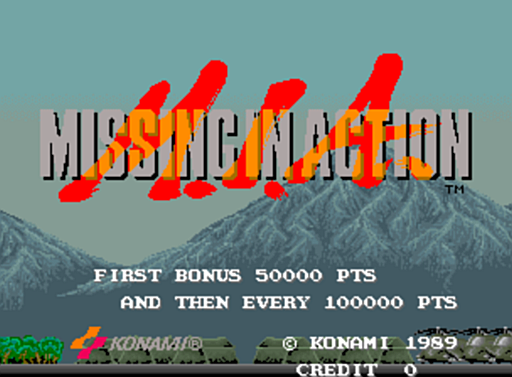 M.I.A.
MISSING IN ACTION
TM
FIRST BONUS 50000 PTS
AND THEN EVERY 100000 PTS
KONAMI®
© KONAMI 1989
CREDIT 0